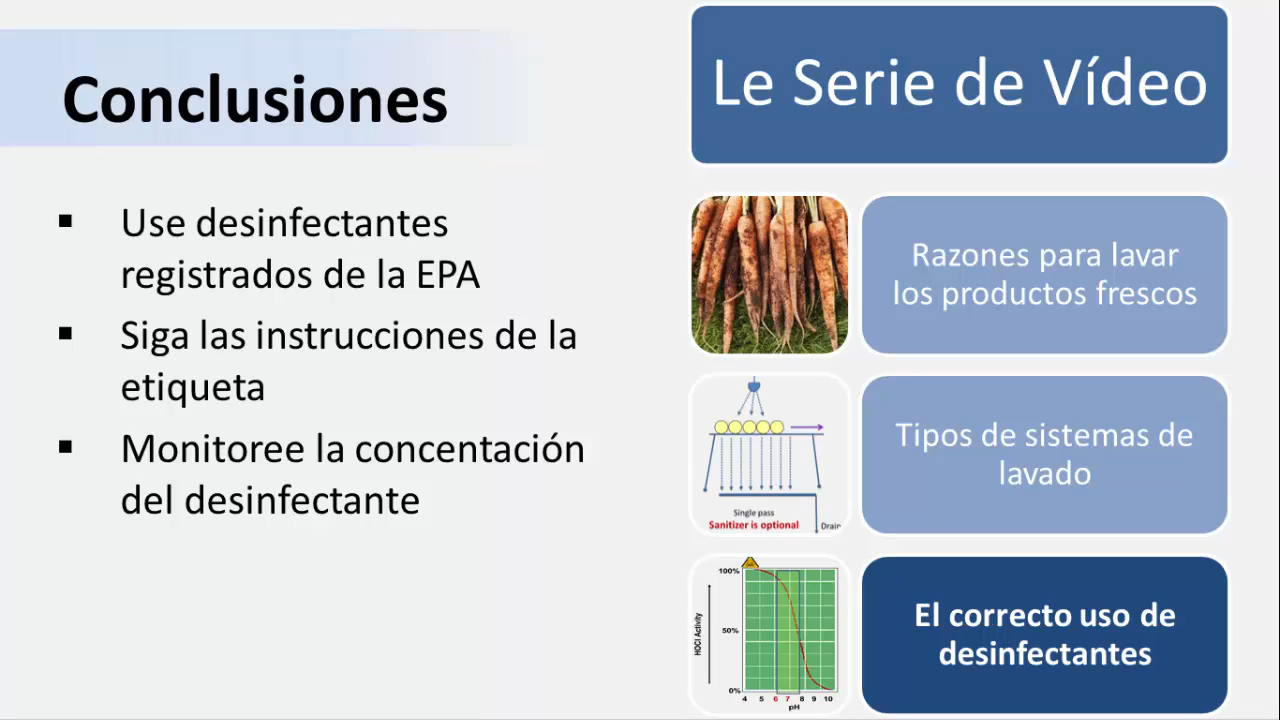 Conclusiones
Use desinfectantes
registrados de la EPA
Siga las instrucciones de la
etiqueta
Monitoree la concentación
del desinfectante
Le Serie de Vídeo
Razones para lavar
los productos frescos
Single pass
Sanitizer is optional
Drain
Tipos de sistemas de
lavado
100%
50%
0%
HOCl Activity
4 5 6 7 8 9 10
pH
El correcto uso de
desinfectantes